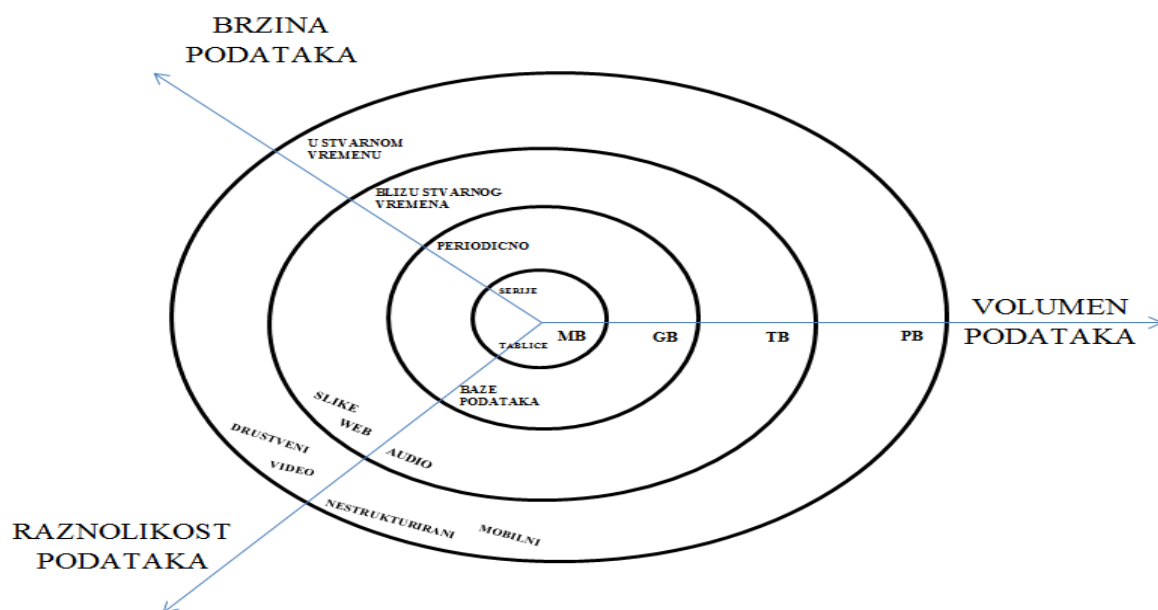 BRZINA
PODATAKA
U STVARNOM
VREMENU
BLIZU STVARNOG
VREMENA
PERIODICNO
SERIJE
TABLICE
MB
GB
TB
PB
VOLUMEN
PODATAKA
BAZE
PODATAKA
SLIKE
WEB
AUDIO
DRUSTVENI
VIDEO
NESTRUKTURIRANI
MOBILNI
RAZNOLIKOST
PODATAKA